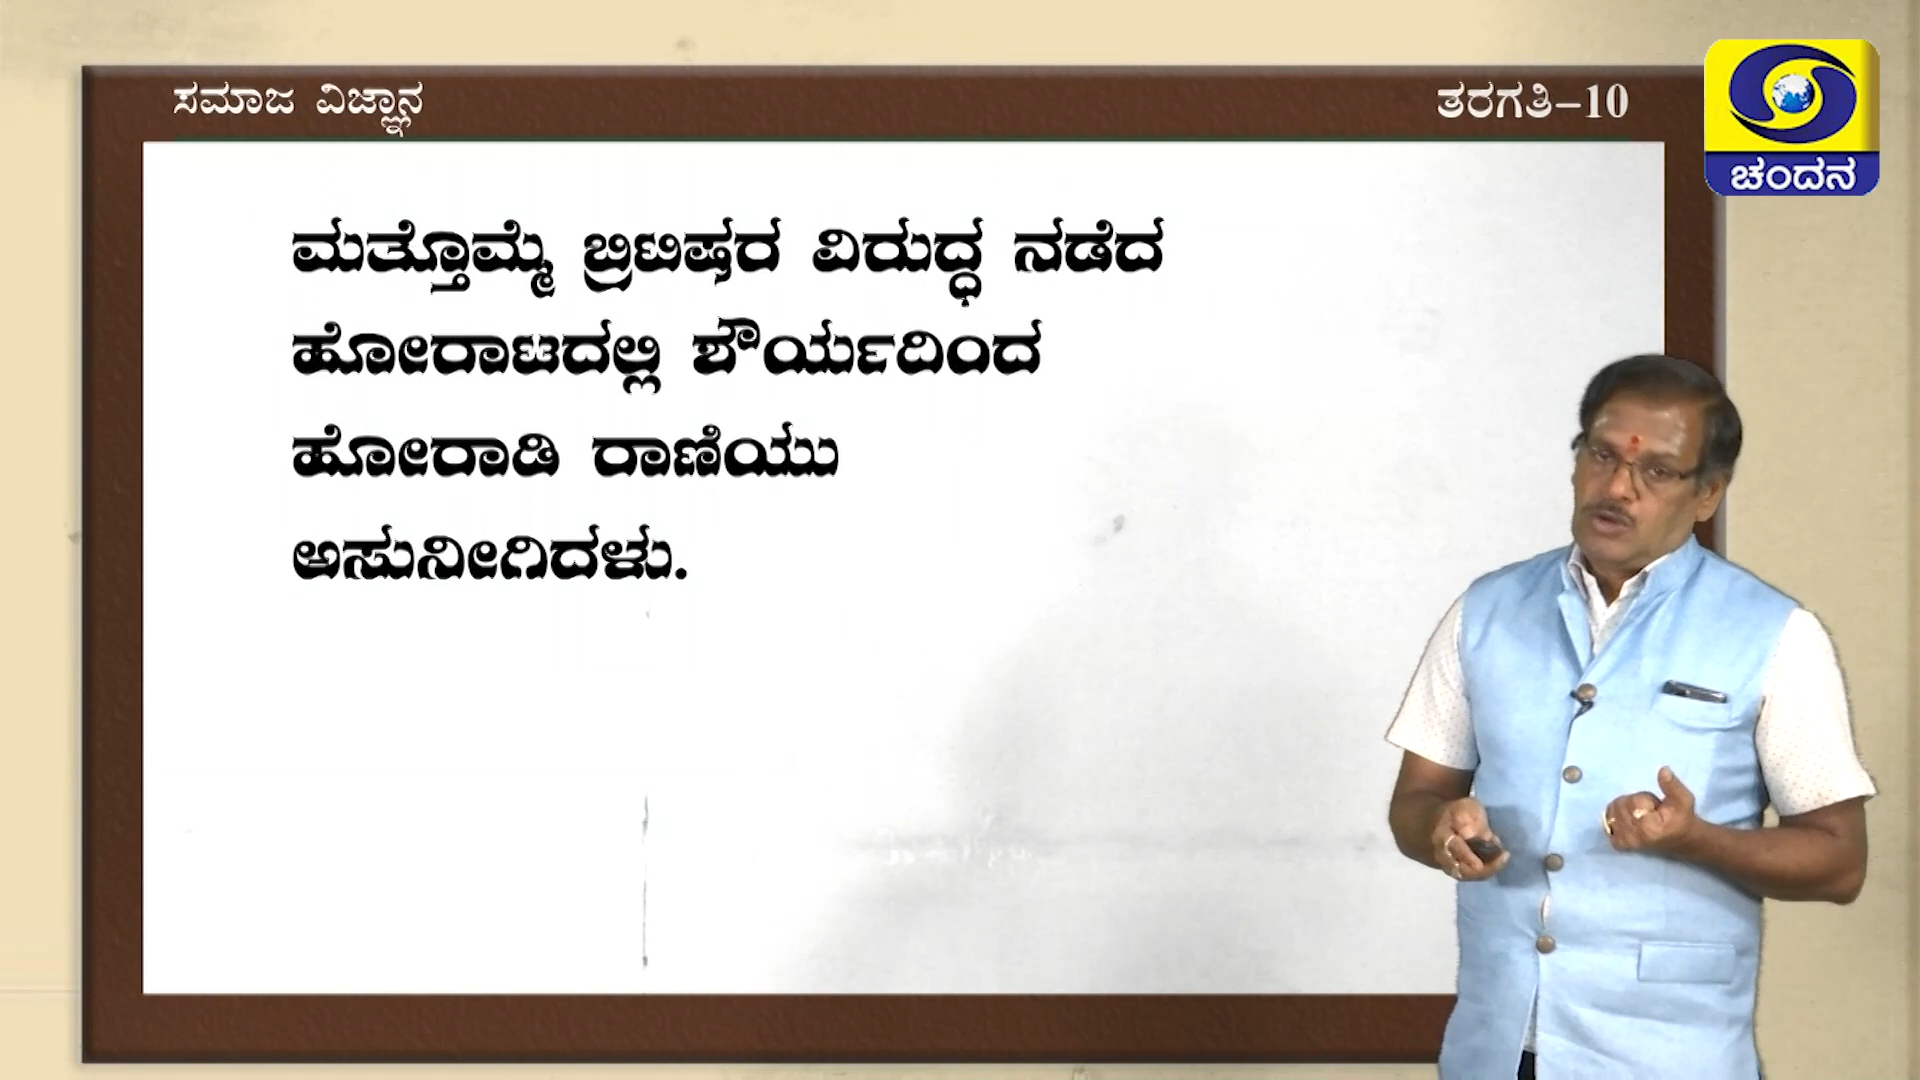 ಸಮಾಜ ವಿಜ್ಞಾನ
ತರಗತಿ–10
ಚಂದನ
ಮತ್ತೊಮ್ಮೆ ಬ್ರಿಟಿಷರ ವಿರುದ್ಧ ನಡೆದ
ಹೋರಾಟದಲ್ಲಿ ಶೌರ್ಯದಿಂದ
ಹೋರಾಡಿ ರಾಣಿಯು
ಅಸುನೀಗಿದಳು.